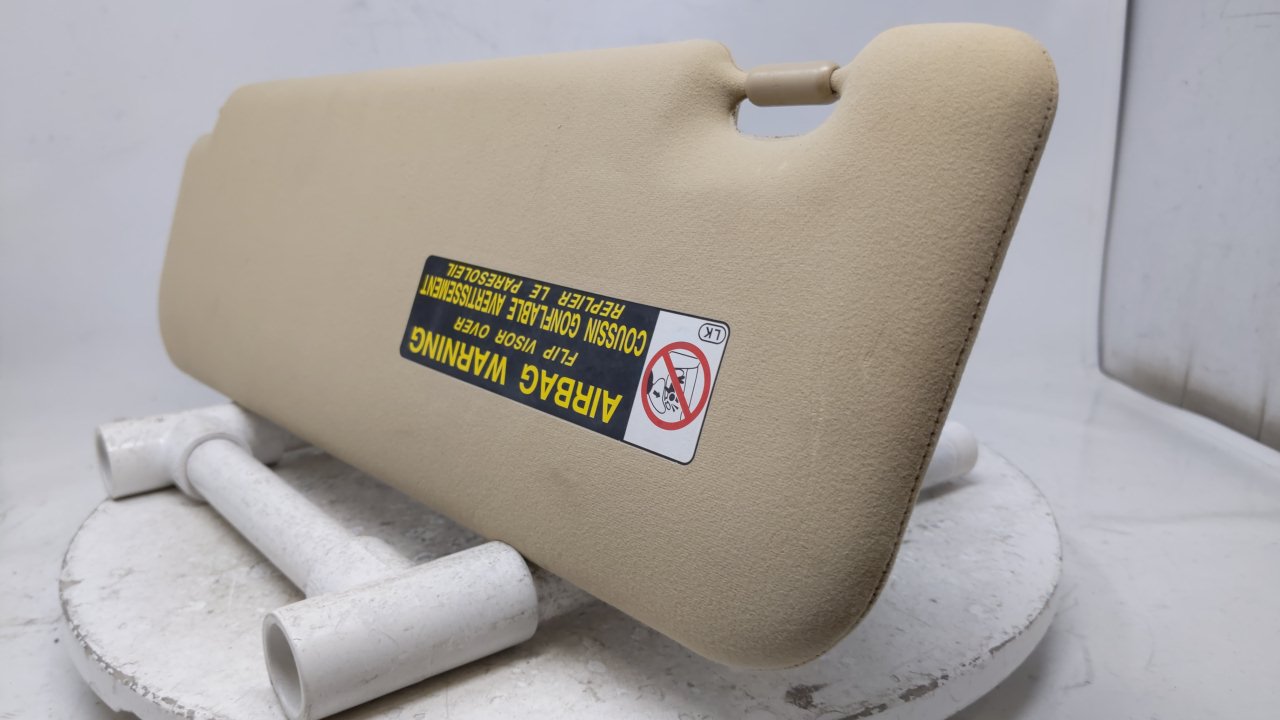 AIRBAG WARNING
FLIP VISOR OVER
COUSSIN GONFLABLE AVERTISSEMENT
REPLIER LE PARESOLEIL
LK